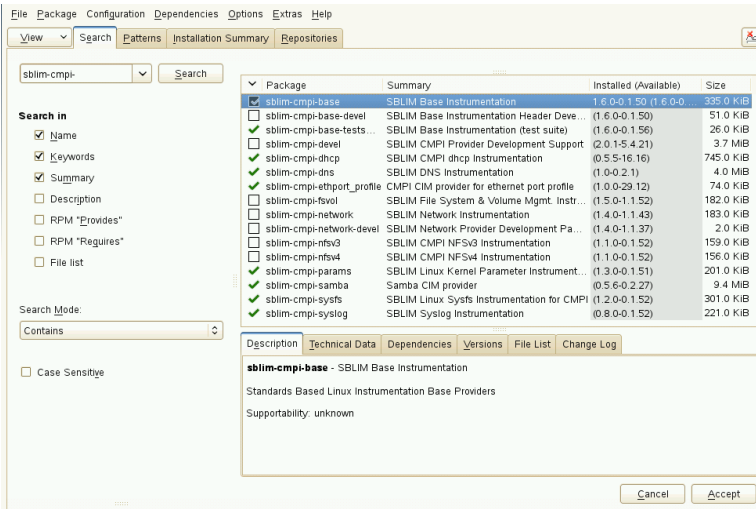 File Package Configuration Dependencies Options Extras Help
View Search Patterns Installation Summary Repositories
sblim-cmpi- Search
Search in
Name
Keywords
Summary
Description
RPM "Provides"
RPM "Requires"
File list
Search Mode:
Contains
Case Sensitive
Package Summary Installed (Available) Size
sblim-cmpi-base SBLIM Base Instrumentation 1.6.0-0.1.50 (1.6.0-0... 335.0 KiB
sblim-cmpi-base-devel SBLIM Base Instrumentation Header Deve... (1.6.0-0.1.50) 51.0 KiB
sblim-cmpi-base-tests... SBLIM Base Instrumentation (test suite) (1.6.0-0.1.56) 26.0 KiB
sblim-cmpi-devel SBLIM CMPI Provider Development Support (2.0.1-5.4.21) 3.7 MiB
sblim-cmpi-dhcp SBLIM CMPI dhcp Instrumentation (0.5.5-16.16) 745.0 KiB
sblim-cmpi-dns SBLIM DNS Instrumentation (1.0-0.2.1) 4.0 MiB
sblim-cmpi-ethport_profile CMPI CIM provider for ethernet port profile (1.0.0-29.12) 74.0 KiB
sblim-cmpi-fsvol SBLIM File System & Volume Mgmt. Instr... (1.5.0-1.1.52) 182.0 KiB
sblim-cmpi-network SBLIM Network Instrumentation (1.4.0-1.1.43) 183.0 KiB
sblim-cmpi-network-devel SBLIM Network Provider Development Pa... (1.4.0-1.1.37) 2.0 KiB
sblim-cmpi-nfsv3 SBLIM CMPI NFSv3 Instrumentation (1.1.0-0.1.52) 159.0 KiB
sblim-cmpi-nfsv4 SBLIM CMPI NFSv4 Instrumentation (1.1.0-0.1.52) 156.0 KiB
sblim-cmpi-params SBLIM Linux Kernel Parameter Instrument... (1.3.0-0.1.51) 201.0 KiB
sblim-cmpi-samba Samba CIM provider (0.5.6-0.2.27) 9.4 MiB
sblim-cmpi-sysfs SBLIM Linux Sysfs Instrumentation for CMPI (1.2.0-0.1.52) 301.0 KiB
sblim-cmpi-syslog SBLIM Syslog Instrumentation (0.8.0-0.1.52) 221.0 KiB
Description Technical Data Dependencies Versions File List Change Log
sblim-cmpi-base - SBLIM Base Instrumentation
Standards Based Linux Instrumentation Base Providers
Supportability: unknown
Cancel Accept